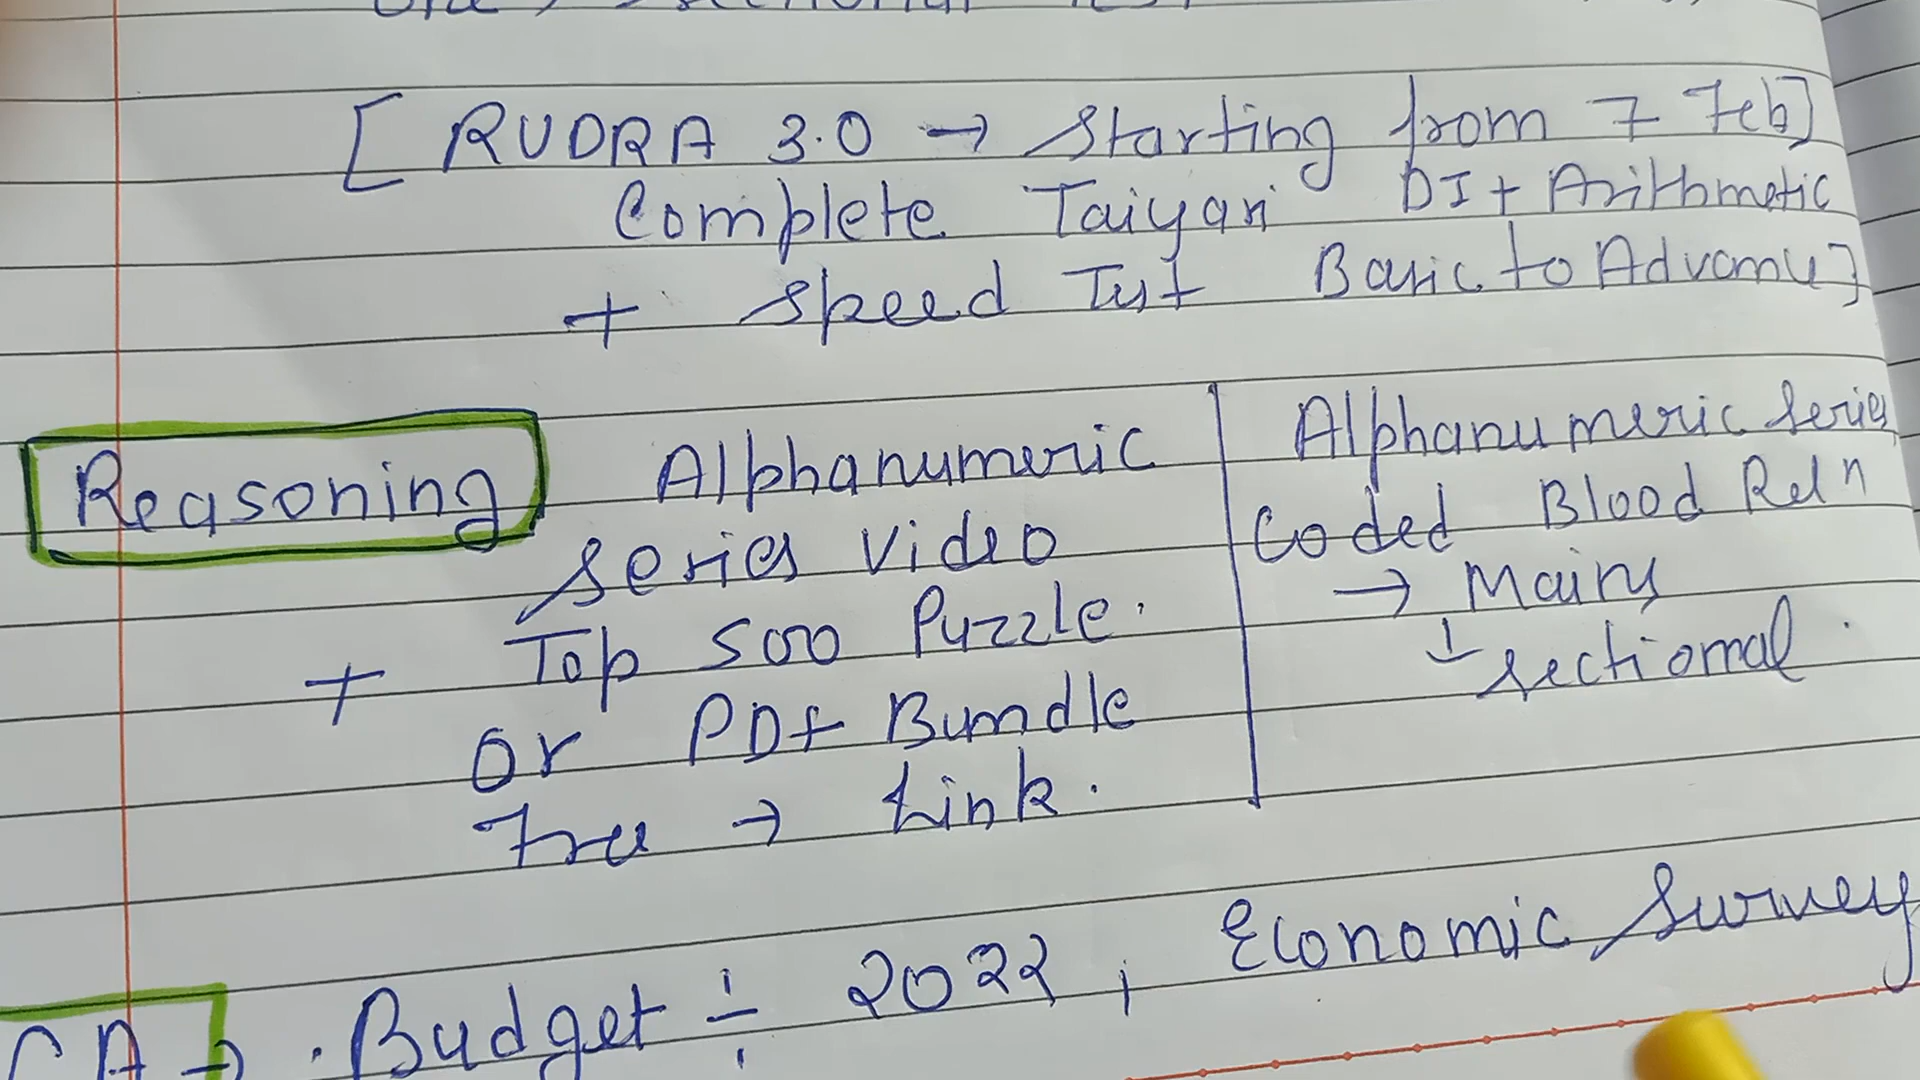 [ RUDRA 3.0 → Starting from 7 Feb]
Complete Taiyari DI + Arithmetic
+ Speed Test Basic to Advance]
Reasoning
Alphanumeric
Series Video
+ Top 500 Puzzle.
Or PDF Bundle
Free → Link.
Alphanumeric Series
Coded Blood Reln
→ Mains
↓ sectional.
CA → . Budget ÷ 2022, Economic Survey